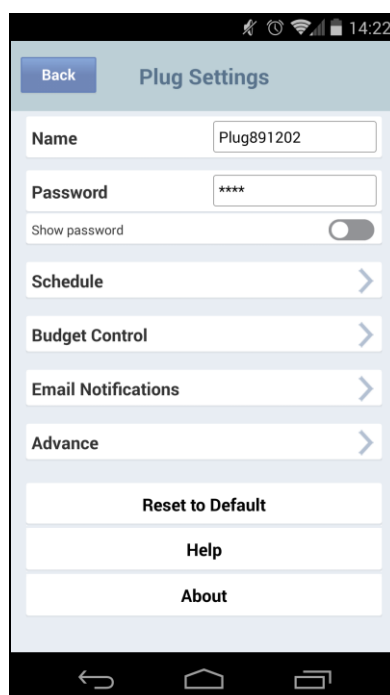 14:22
Back
Plug Settings
Name
Plug891202
Password
****
Show password
Schedule
Budget Control
Email Notifications
Advance
Reset to Default
Help
About